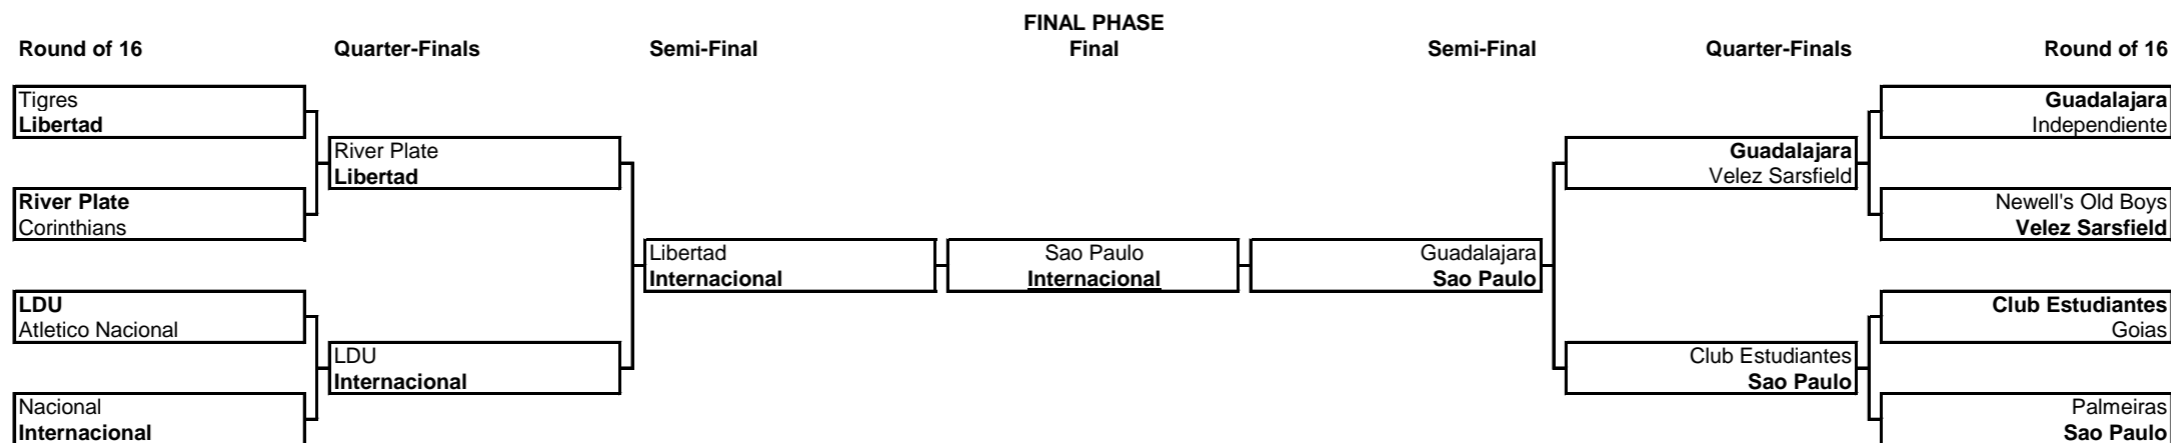 FINAL PHASE
Round of 16 Quarter-Finals Semi-Final Final Semi-Final Quarter-Finals Round of 16
Tigres Guadalajara
Libertad Independiente
River Plate Guadalajara
Libertad Velez Sarsfield
River Plate Newell's Old Boys
Corinthians Velez Sarsfield
Libertad Sao Paulo Guadalajara
Internacional Internacional Sao Paulo
LDU Club Estudiantes
Atletico Nacional Goias
LDU Club Estudiantes
Internacional Sao Paulo
Nacional Palmeiras
Internacional Sao Paulo